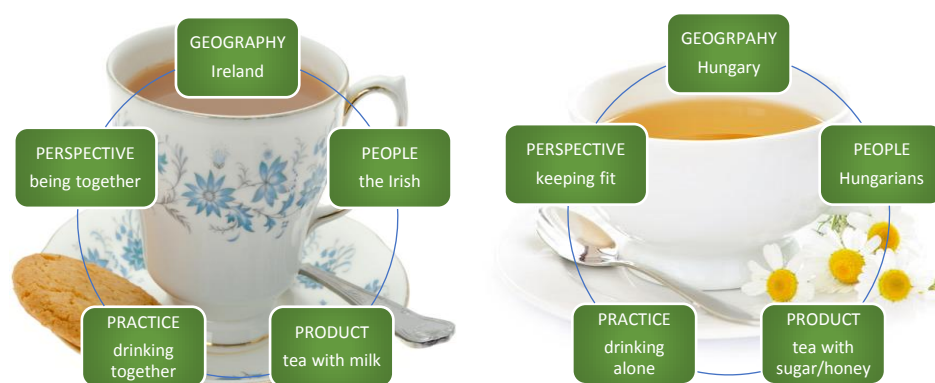 GEOGRAPHY
Ireland
PERSPECTIVE
being together
PEOPLE
the Irish
PRACTICE
drinking
together
PRODUCT
tea with milk
GEOGRPAHY
Hungary
PERSPECTIVE
keeping fit
PEOPLE
Hungarians
PRACTICE
drinking
alone
PRODUCT
tea with
sugar/honey